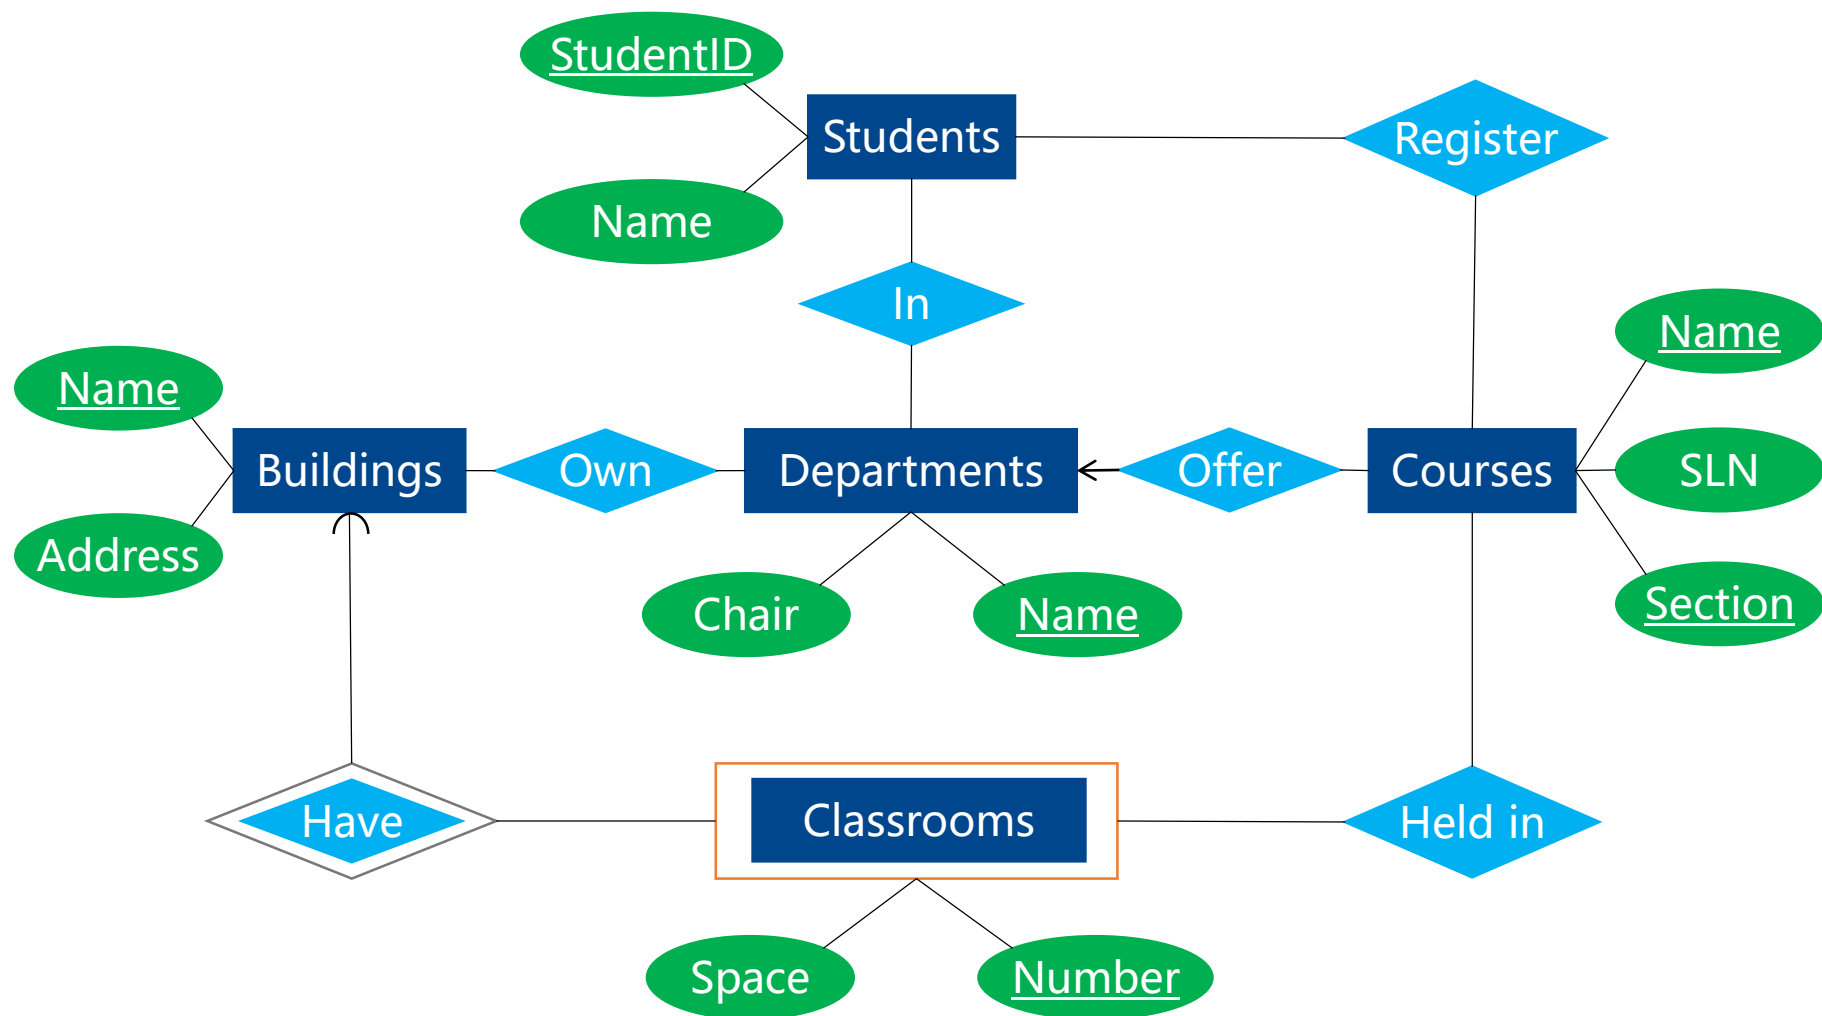 StudentID
Students
Register
Name
In
Name
Name
Buildings
Own
Departments
Offer
Courses
SLN
Address
Chair
Name
Section
Have
Classrooms
Held in
Space
Number